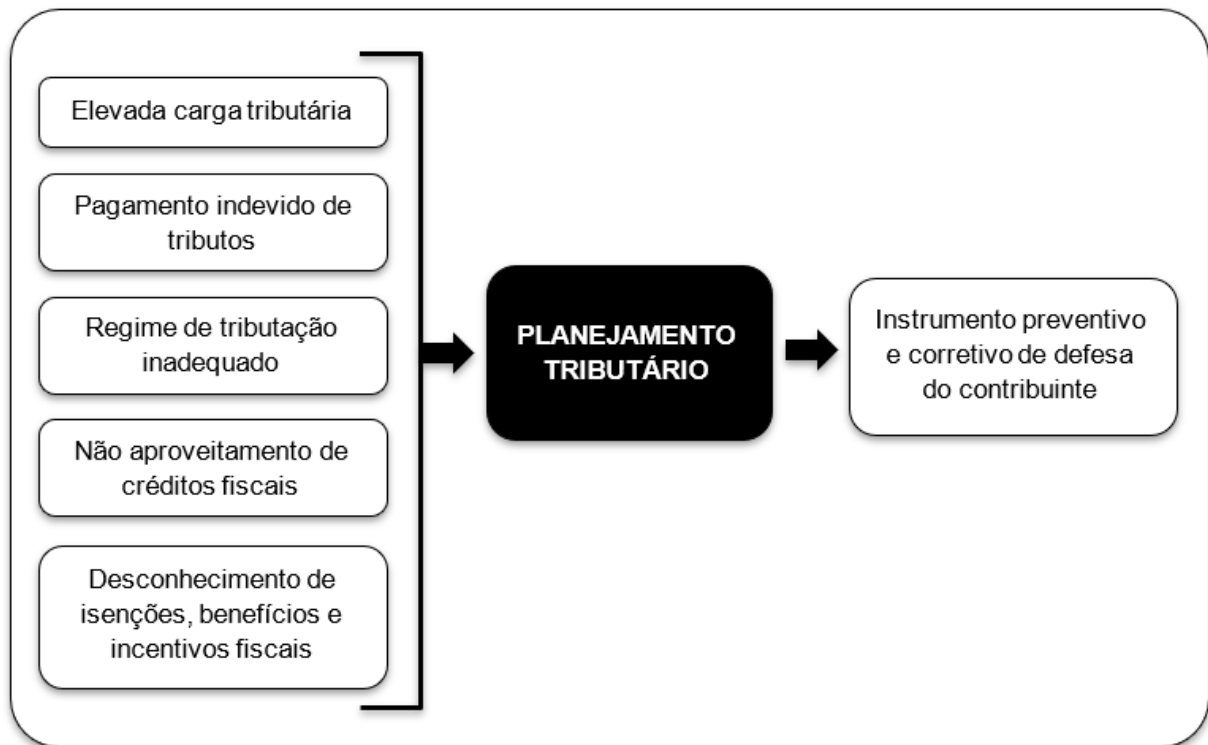 Elevada carga tributária
Pagamento indevido de
tributos
Regime de tributação
inadequado
Não aproveitamento de
créditos fiscais
Desconhecimento de
isenções, benefícios e
incentivos fiscais
PLANEJAMENTO
TRIBUTÁRIO
Instrumento preventivo
e corretivo de defesa
do contribuinte